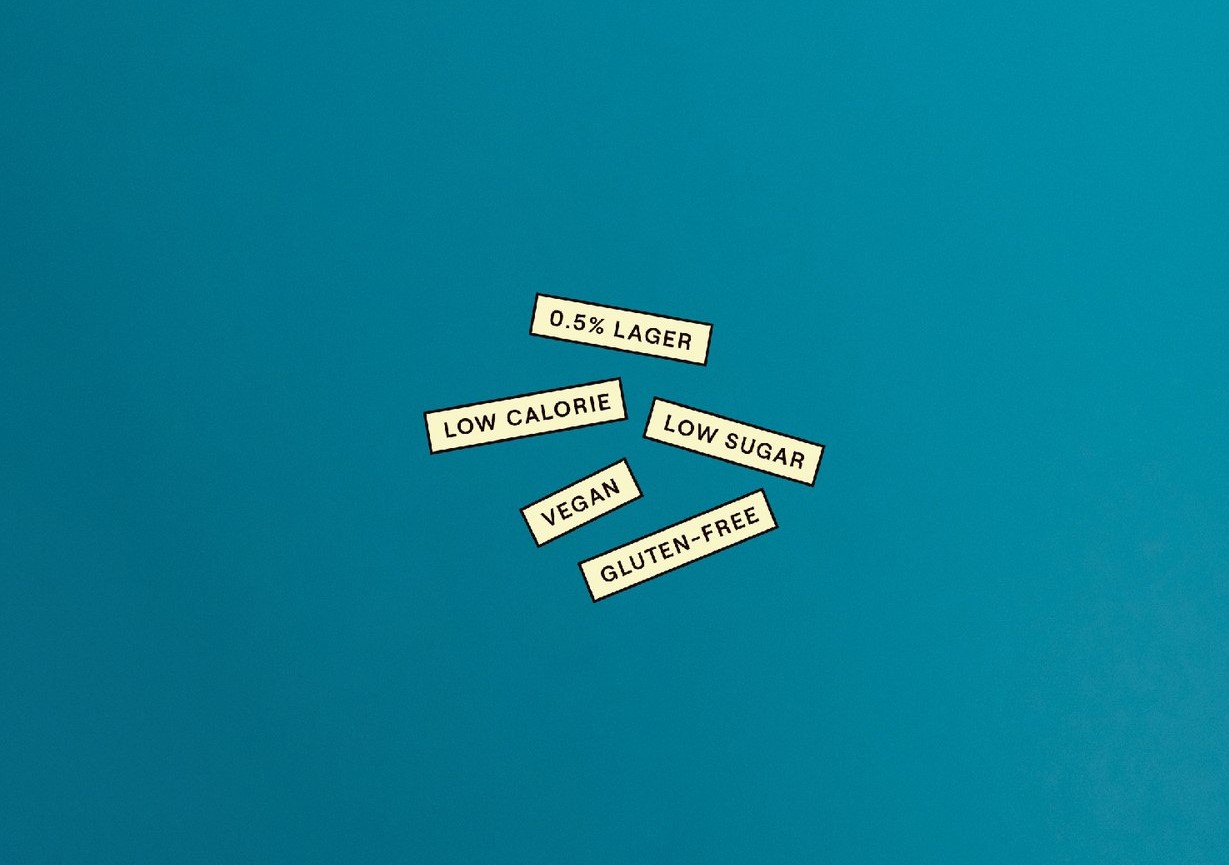 0.5% LAGER
LOW CALORIE
LOW SUGAR
VEGAN
GLUTEN-FREE